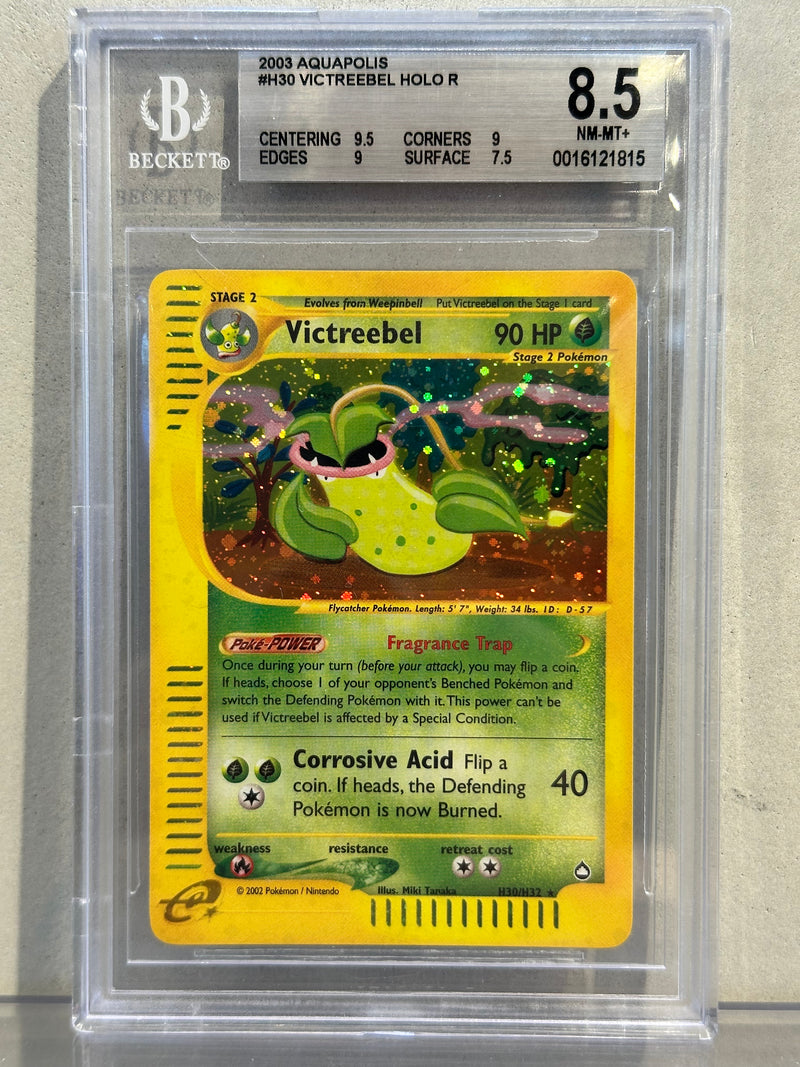 B
BECKETT®
2003 AQUAPOLIS
#H30 VICTREEBEL HOLO R
CENTERING 9.5 CORNERS 9
EDGES 9 SURFACE 7.5
8.5
NM-MT+
0016121815
STAGE 2
Evolves from Weepinbell Put Victreebel on the Stage 1 card
Victreebel 90 HP
Stage 2 Pokémon
Flycatcher Pokémon. Length: 5' 7", Weight: 34 lbs. ID: D-57
Poké-POWER Fragrance Trap
Once during your turn (before your attack), you may flip a coin.
If heads, choose 1 of your opponent's Benched Pokémon and
switch the Defending Pokémon with it. This power can't be
used if Victreebel is affected by a Special Condition.
Corrosive Acid Flip a
coin. If heads, the Defending 40
Pokémon is now Burned.
weakness resistance retreat cost
© 2002 Pokémon / Nintendo Illus. Miki Tanaka H30/H32 ★
e